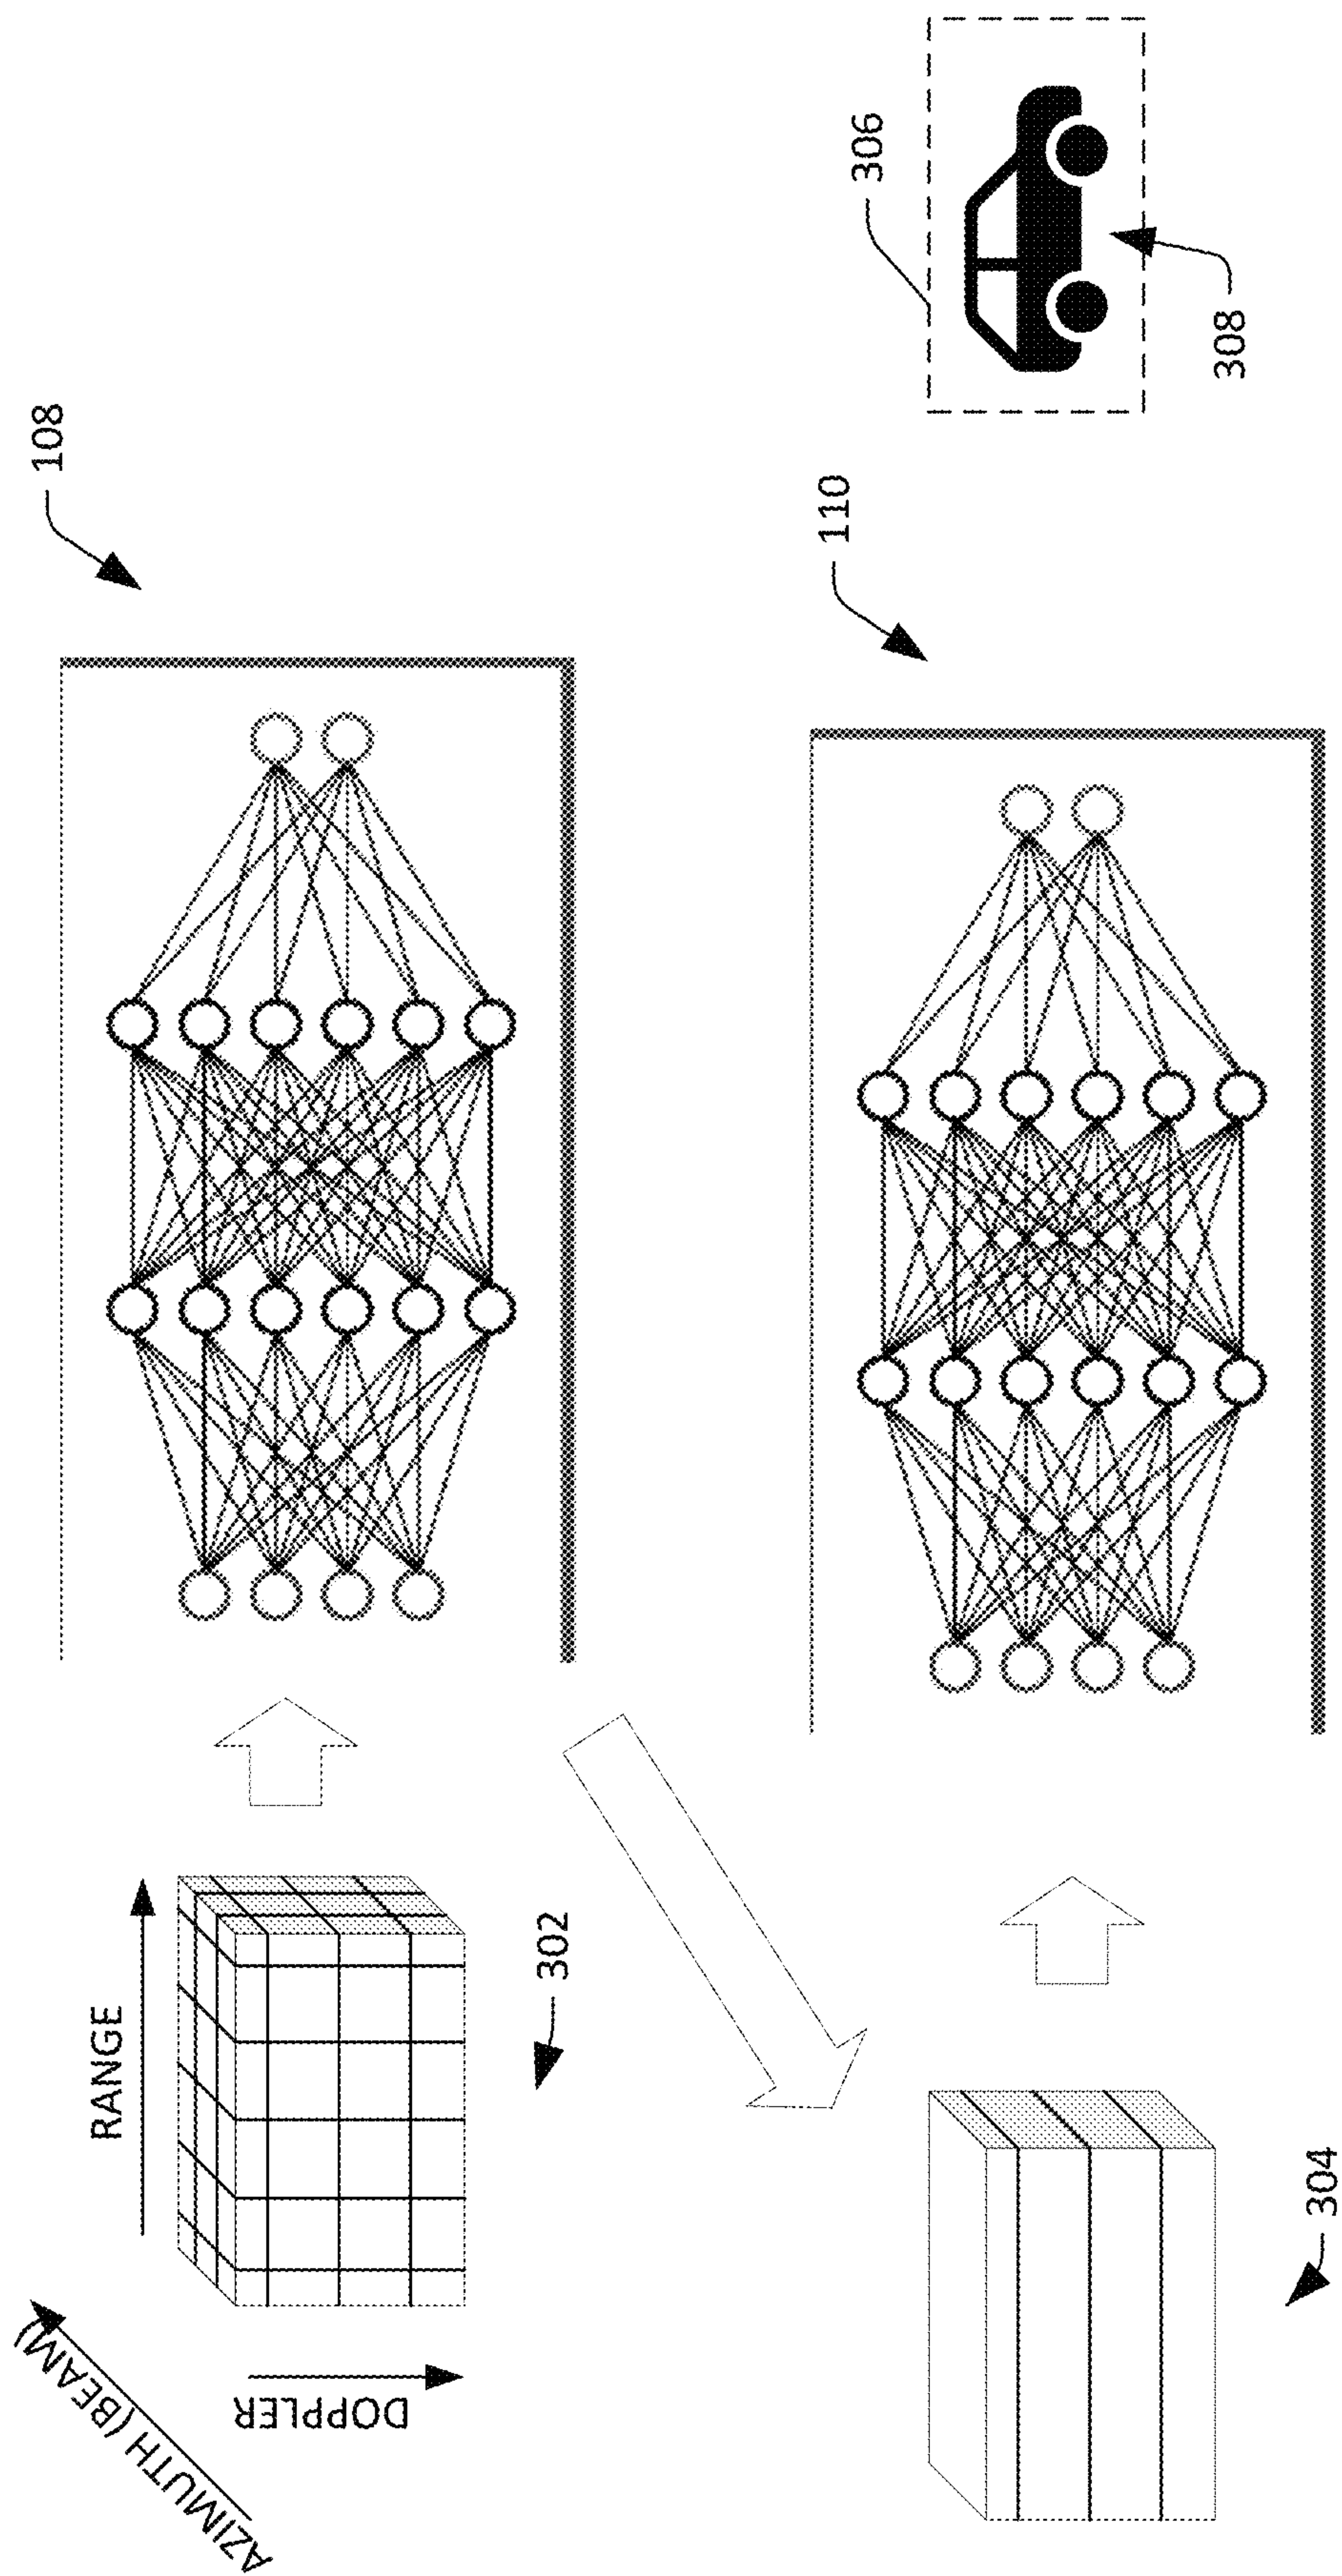 AZIMUTH (BEAM)
RANGE
DOPPLER
302
108
304
110
306
308